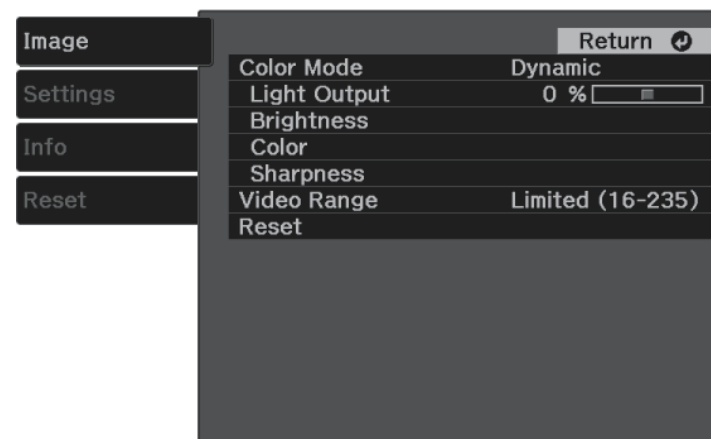 Image
Settings
Info
Reset
Return
Color Mode Dynamic
Light Output 0 %
Brightness
Color
Sharpness
Video Range Limited (16-235)
Reset